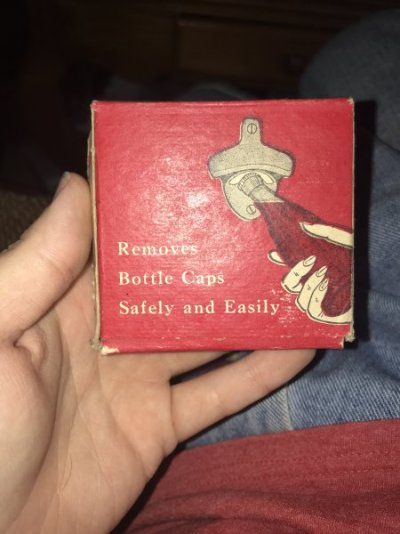 Removes
Bottle Caps
Safely and Easily